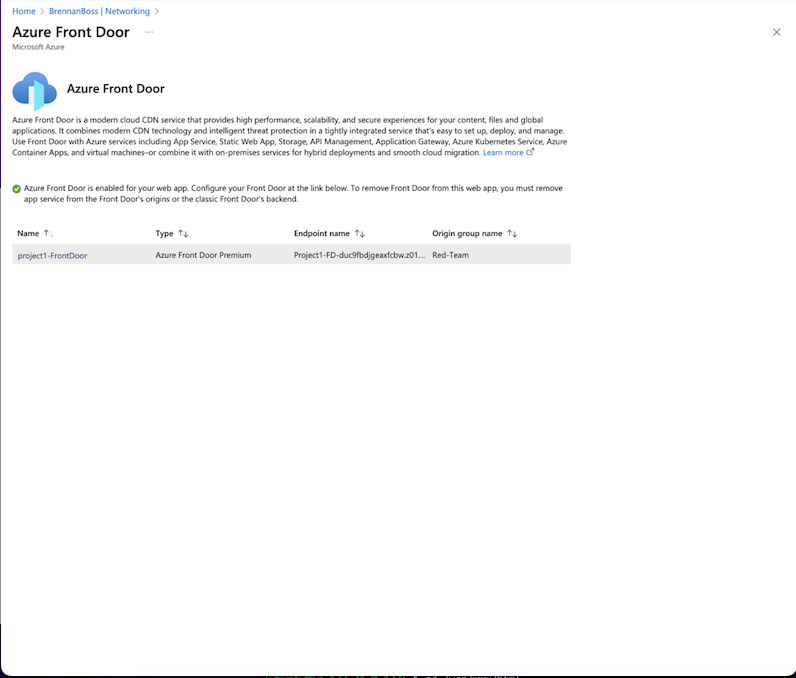 Home > BrennanBoss | Networking >
Azure Front Door ...
Microsoft Azure
Azure Front Door
Azure Front Door is a modern cloud CDN service that provides high performance, scalability, and secure experiences for your content, files and global
applications. It combines modern CDN technology and intelligent threat protection in a tightly integrated service that's easy to set up, deploy, and manage.
Use Front Door with Azure services including App Service, Static Web App, Storage, API Management, Application Gateway, Azure Kubernetes Service, Azure
Container Apps, and virtual machines–or combine it with on-premises services for hybrid deployments and smooth cloud migration. Learn more
Azure Front Door is enabled for your web app. Configure your Front Door at the link below. To remove Front Door from this web app, you must remove
app service from the Front Door's origins or the classic Front Door's backend.
Name ↑↓ Type ↑↓ Endpoint name ↑↓ Origin group name ↑↓
project1-FrontDoor Azure Front Door Premium Project1-FD-duc9fbdjgeaxfcbw.z01... Red-Team